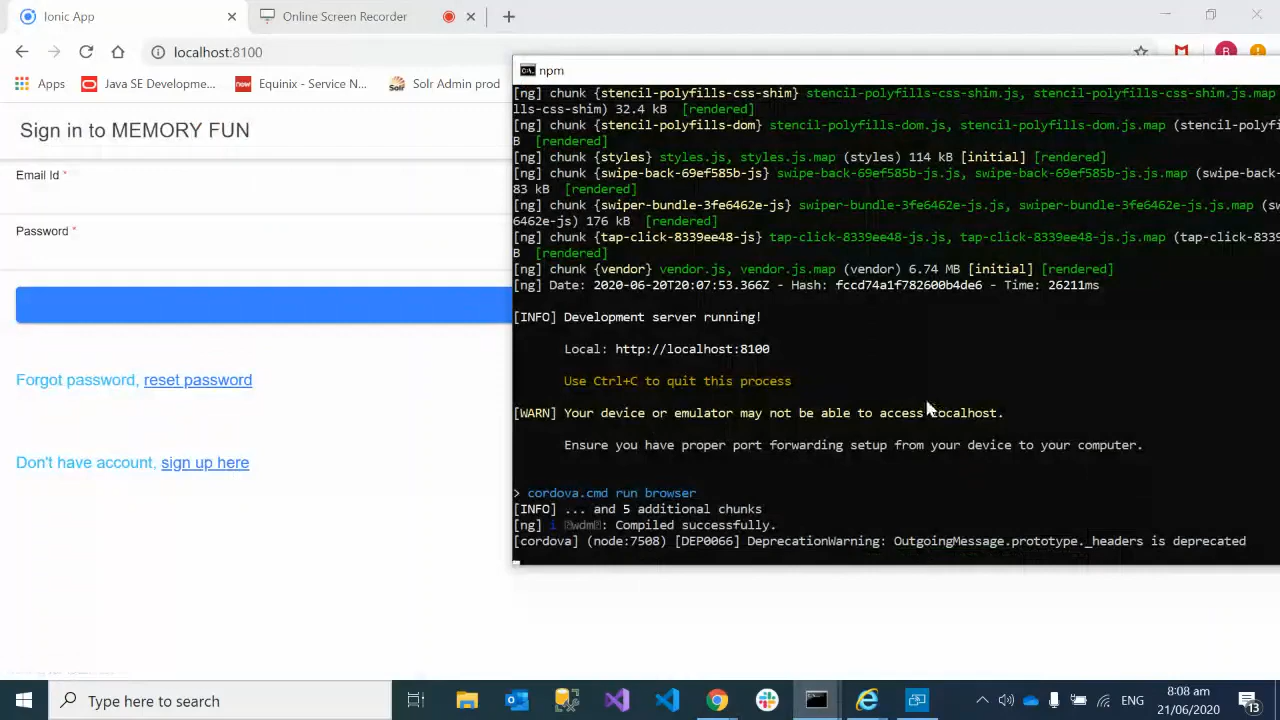 Ionic App
Online Screen Recorder
localhost:8100
Apps
Java SE Developme...
now
Equinix - Service N...
Solr Admin prod
Sign in to MEMORY FUN
Email Id *
Password *
Forgot password, reset password
Don't have account, sign up here
npm
[ng] chunk {stencil-polyfills-css-shim} stencil-polyfills-css-shim.js, stencil-polyfills-css-shim.js.map
lls-css-shim) 32.4 kB [rendered]
[ng] chunk {stencil-polyfills-dom} stencil-polyfills-dom.js, stencil-polyfills-dom.js.map (stencil-polyfi
B [rendered]
[ng] chunk {styles} styles.js, styles.js.map (styles) 114 kB [initial] [rendered]
[ng] chunk {swipe-back-69ef585b-js} swipe-back-69ef585b-js.js, swipe-back-69ef585b-js.js.map (swipe-back-
83 kB [rendered]
[ng] chunk {swiper-bundle-3fe6462e-js} swiper-bundle-3fe6462e-js.js, swiper-bundle-3fe6462e-js.js.map (sw
6462e-js) 176 kB [rendered]
[ng] chunk {tap-click-8339ee48-js} tap-click-8339ee48-js.js, tap-click-8339ee48-js.js.map (tap-click-8339
B [rendered]
[ng] chunk {vendor} vendor.js, vendor.js.map (vendor) 6.74 MB [initial] [rendered]
[ng] Date: 2020-06-20T20:07:53.366Z - Hash: fccd74a1f782600b4de6 - Time: 26211ms
[INFO] Development server running!
Local: http://localhost:8100
Use Ctrl+C to quit this process
[WARN] Your device or emulator may not be able to access localhost.
Ensure you have proper port forwarding setup from your device to your computer.
> cordova.cmd run browser
[INFO] ... and 5 additional chunks
[ng] i wdm: Compiled successfully.
[cordova] (node:7508) [DEP0066] DeprecationWarning: OutgoingMessage.prototype._headers is deprecated
Type here to search
ENG
8:08 am
21/06/2020
13